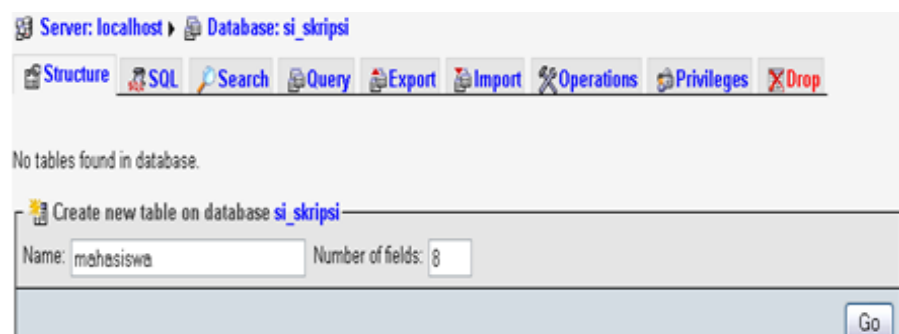 Server: localhost Database: si_skripsi
Structure SQL Search Query Export Import Operations Privileges Drop
No tables found in database.
Create new table on database si_skripsi
Name: mahasiswa Number of fields: 8
Go